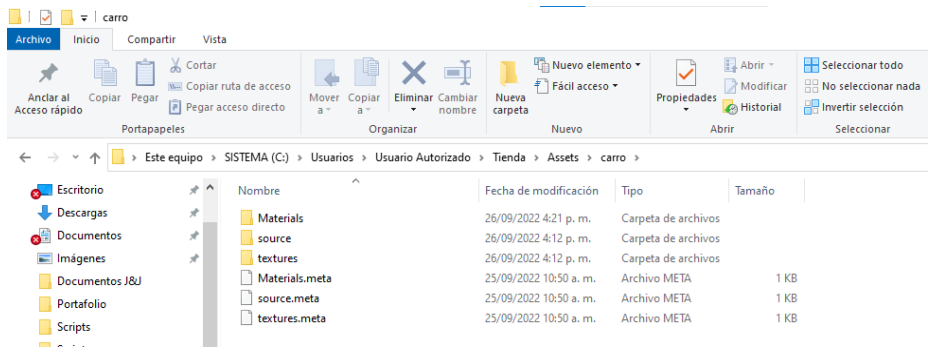 carro
Archivo Inicio Compartir Vista
Anclar al Acceso rápido
Copiar
Pegar
Cortar
Copiar ruta de acceso
Pegar acceso directo
Portapapeles
Mover a
Copiar a
Eliminar
Cambiar nombre
Organizar
Nueva carpeta
Nuevo elemento
Fácil acceso
Nuevo
Propiedades
Abrir
Modificar
Historial
Abrir
Seleccionar todo
No seleccionar nada
Invertir selección
Seleccionar
Este equipo > SISTEMA (C:) > Usuarios > Usuario Autorizado > Tienda > Assets > carro >
Escritorio
Descargas
Documentos
Imágenes
Documentos J&J
Portafolio
Scripts
Nombre Fecha de modificación Tipo Tamaño
Materials 26/09/2022 4:21 p. m. Carpeta de archivos
source 26/09/2022 4:12 p. m. Carpeta de archivos
textures 26/09/2022 4:12 p. m. Carpeta de archivos
Materials.meta 25/09/2022 10:50 a. m. Archivo META 1 KB
source.meta 25/09/2022 10:50 a. m. Archivo META 1 KB
textures.meta 25/09/2022 10:50 a. m. Archivo META 1 KB